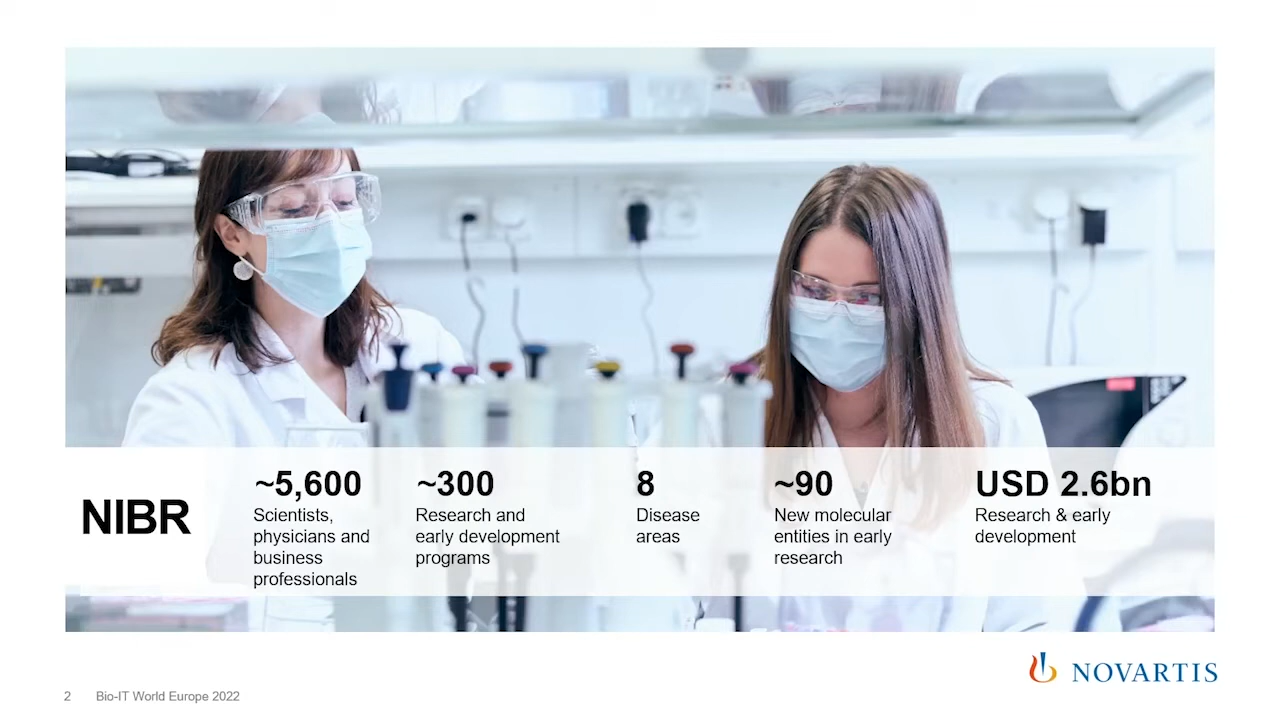 NIBR
~5,600
Scientists,
physicians and
business
professionals
~300
Research and
early development
programs
8
Disease
areas
~90
New molecular
entities in early
research
USD 2.6bn
Research & early
development
NOVARTIS
2 Bio-IT World Europe 2022